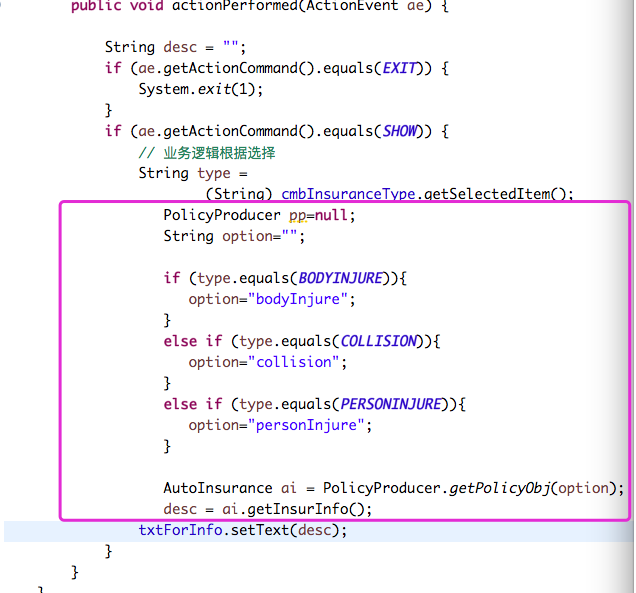 public void actionPerformed(ActionEvent ae) {
String desc = "";
if (ae.getActionCommand().equals(EXIT)) {
System.exit(1);
}
if (ae.getActionCommand().equals(SHOW)) {
// 业务逻辑根据选择
String type =
(String) cmbInsuranceType.getSelectedItem();
PolicyProducer pp=null;
String option="";
if (type.equals(BODYINJURE)){
option="bodyInjure";
}
else if (type.equals(COLLISION)){
option="collision";
}
else if (type.equals(PERSONINJURE)){
option="personInjure";
}
AutoInsurance ai = PolicyProducer.getPolicyObj(option);
desc = ai.getInsurInfo();
txtForInfo.setText(desc);
}
}
}